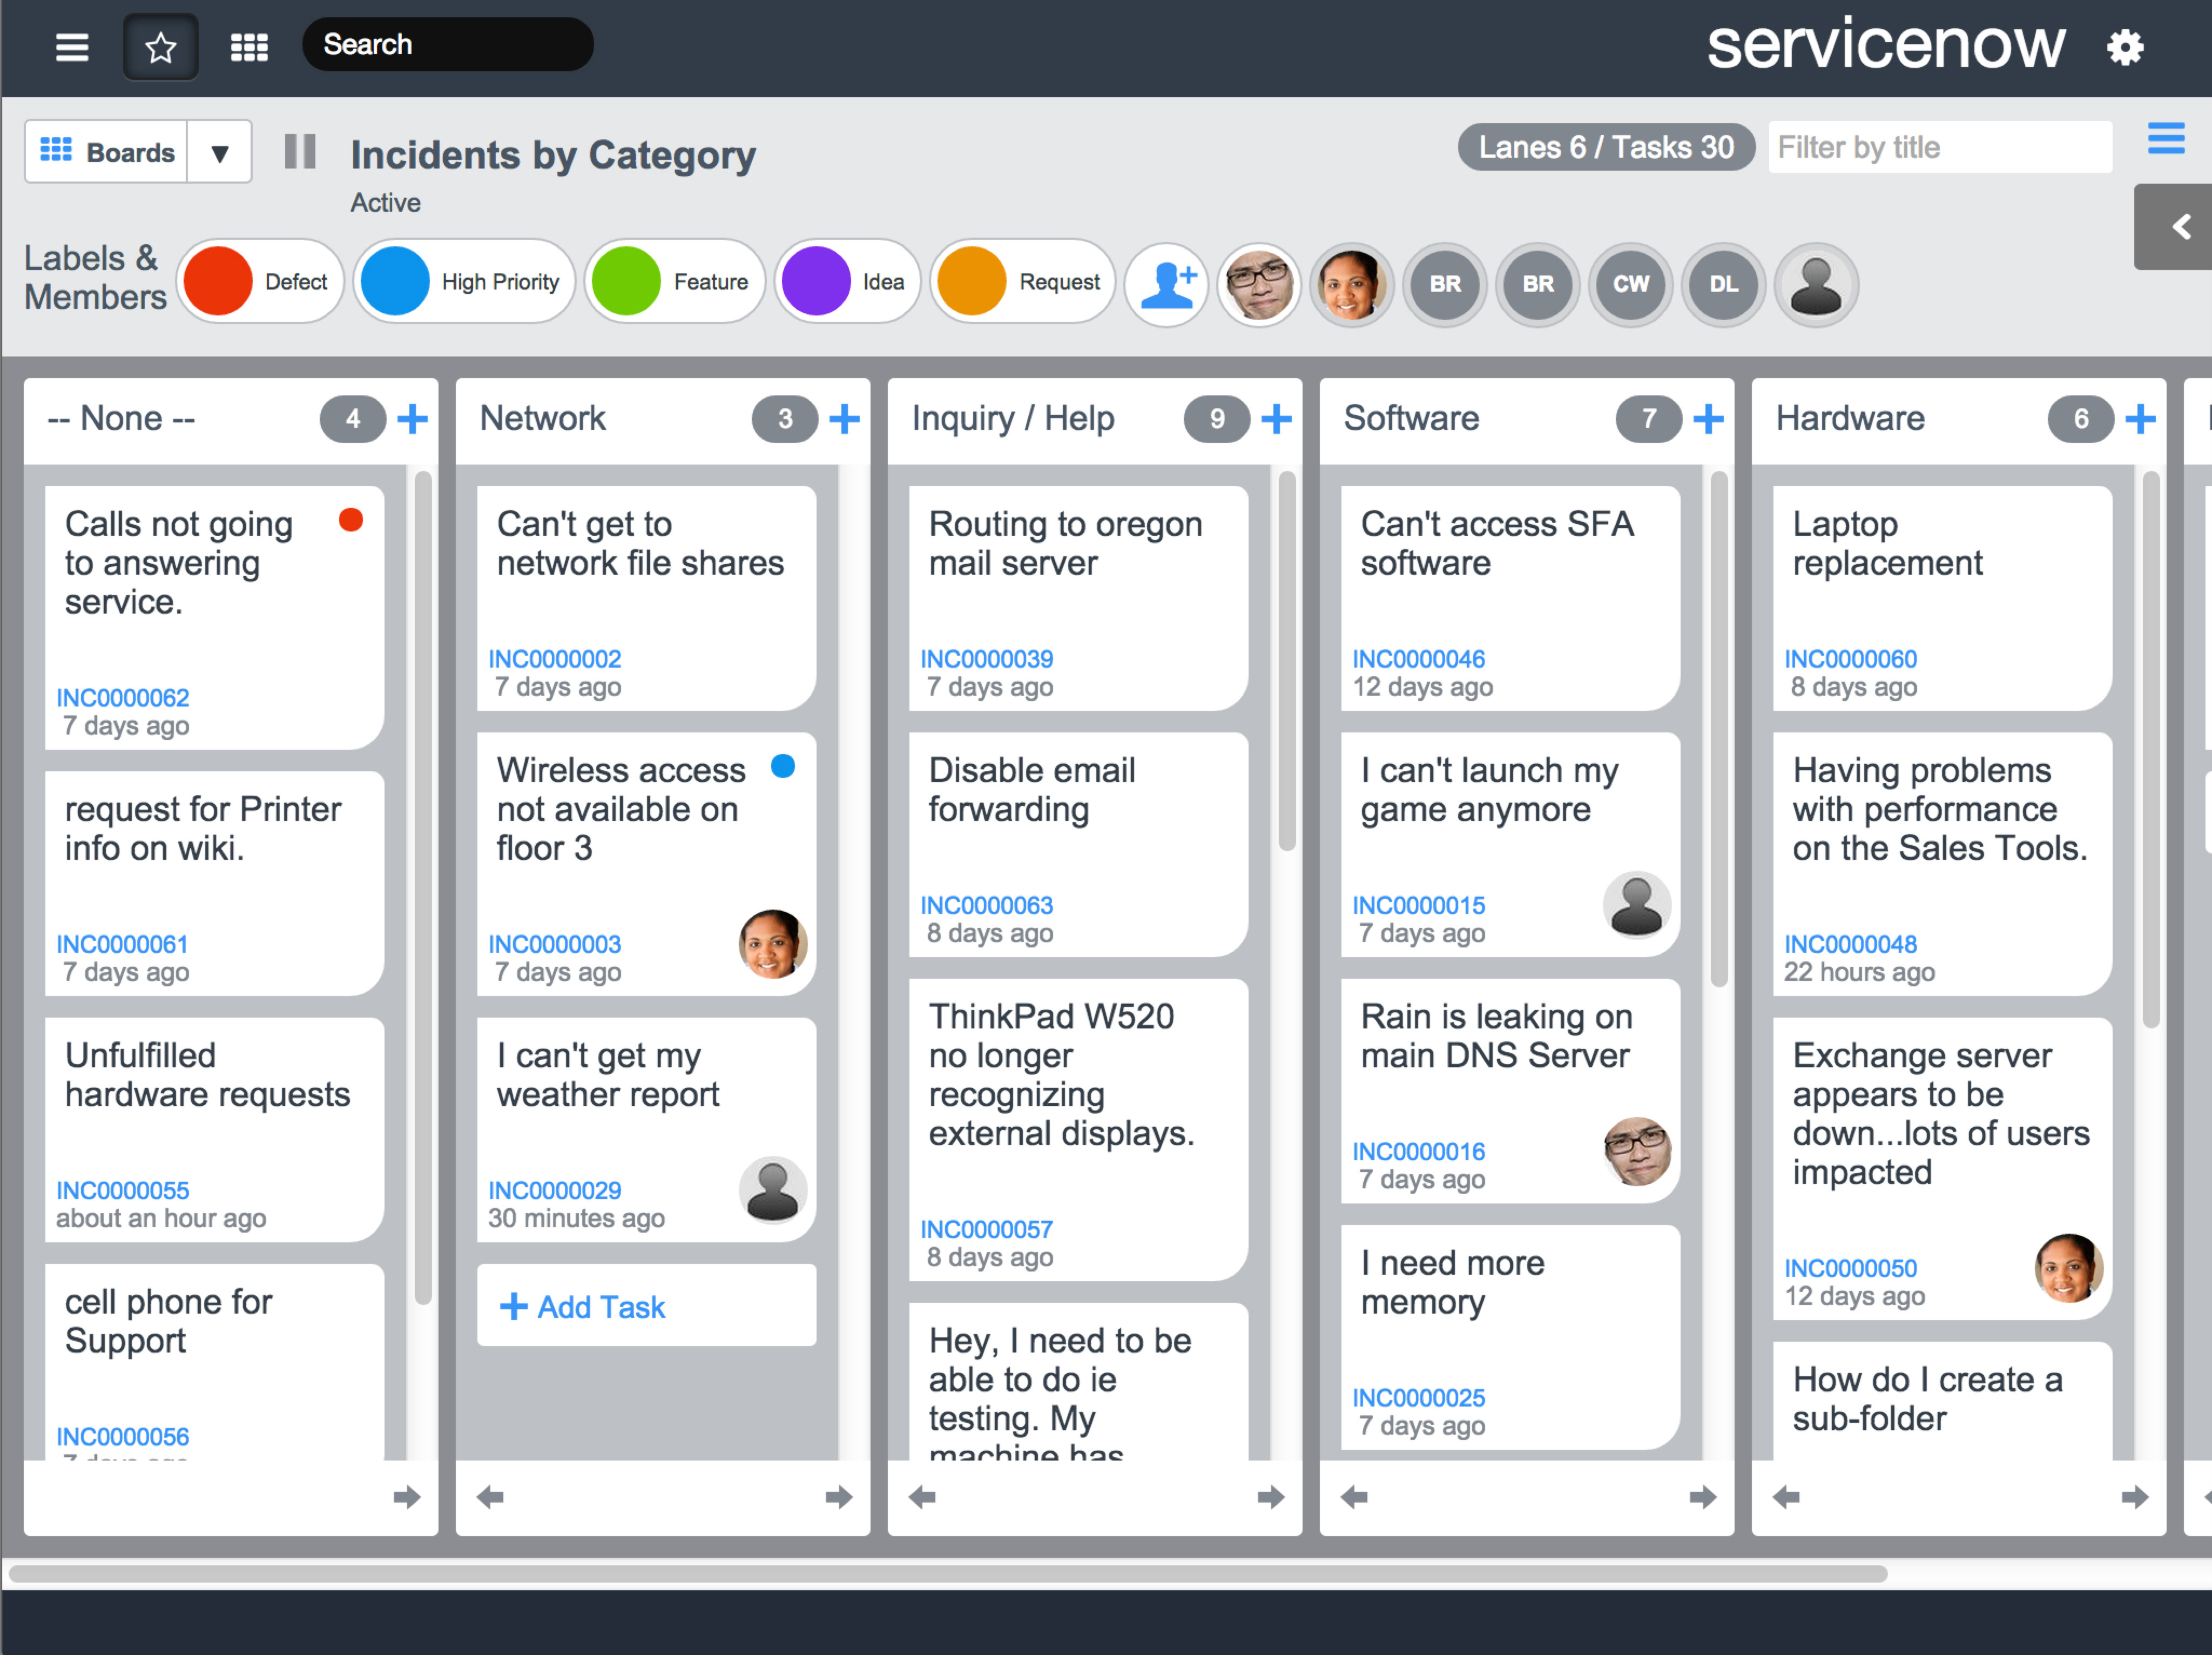 Search
servicenow
Boards
Incidents by Category
Active
Lanes 6 / Tasks 30
Filter by title
Labels &
Members
Defect
High Priority
Feature
Idea
Request
BR
BR
CW
DL
-- None --
4
Calls not going
to answering
service.
INC0000062
7 days ago
request for Printer
info on wiki.
INC0000061
7 days ago
Unfulfilled
hardware requests
INC0000055
about an hour ago
cell phone for
Support
INC0000056
Network
3
Can't get to
network file shares
INC0000002
7 days ago
Wireless access
not available on
floor 3
INC0000003
7 days ago
I can't get my
weather report
INC0000029
30 minutes ago
Add Task
Inquiry / Help
9
Routing to oregon
mail server
INC0000039
7 days ago
Disable email
forwarding
INC0000063
8 days ago
ThinkPad W520
no longer
recognizing
external displays.
INC0000057
8 days ago
Hey, I need to be
able to do ie
testing. My
machine has
Software
7
Can't access SFA
software
INC0000046
12 days ago
I can't launch my
game anymore
INC0000015
7 days ago
Rain is leaking on
main DNS Server
INC0000016
7 days ago
I need more
memory
INC0000025
7 days ago
Hardware
6
Laptop
replacement
INC0000060
8 days ago
Having problems
with performance
on the Sales Tools.
INC0000048
22 hours ago
Exchange server
appears to be
down...lots of users
impacted
INC0000050
12 days ago
How do I create a
sub-folder